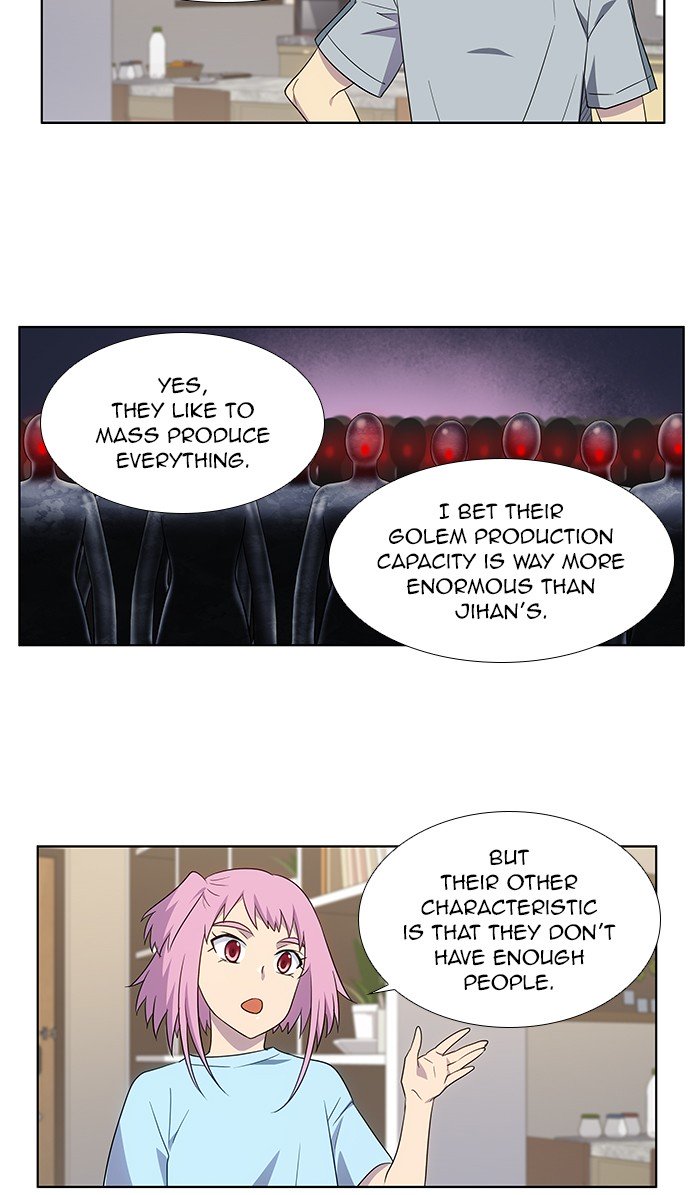 YES,
THEY LIKE TO
MASS PRODUCE
EVERYTHING.
I BET THEIR
GOLEM PRODUCTION
CAPACITY IS WAY MORE
ENORMOUS THAN
JIHAN'S.
BUT
THEIR OTHER
CHARACTERISTIC
IS THAT THEY DON'T
HAVE ENOUGH
PEOPLE.